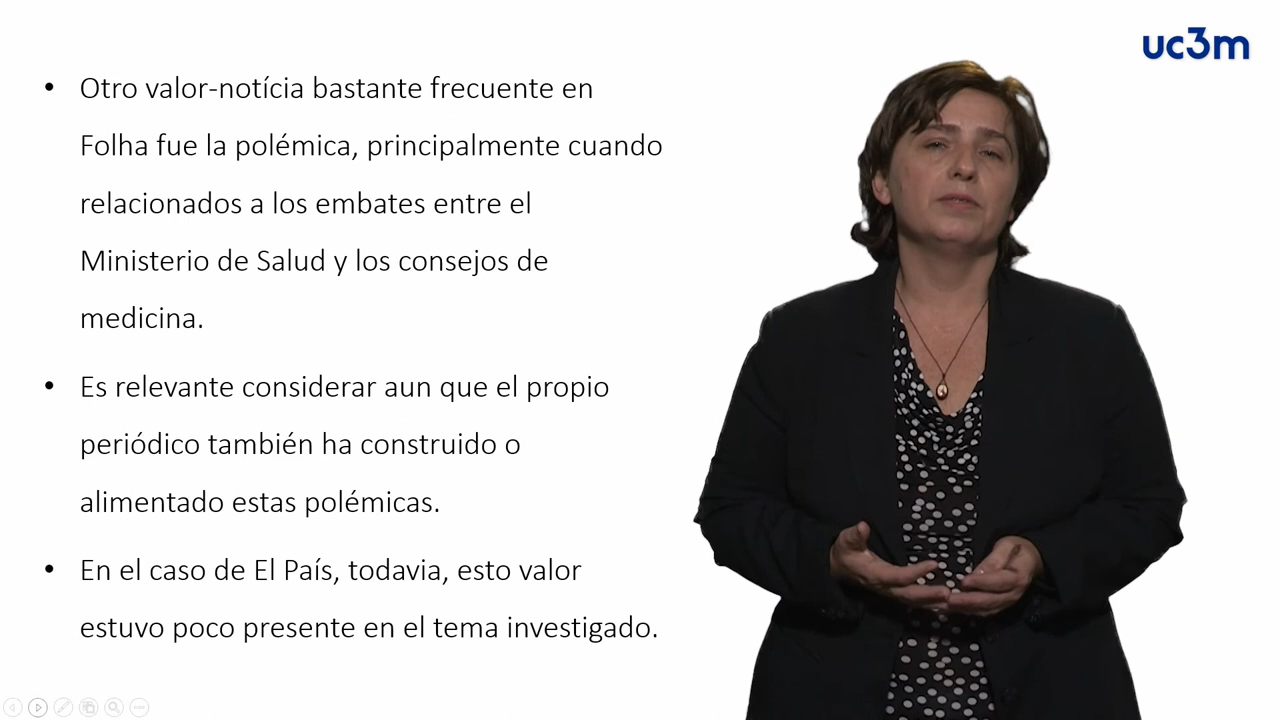 uc3m
• Otro valor-notícia bastante frecuente en
Folha fue la polémica, principalmente cuando
relacionados a los embates entre el
Ministerio de Salud y los consejos de
medicina.
• Es relevante considerar aun que el propio
periódico también ha construido o
alimentado estas polémicas.
• En el caso de El País, todavia, esto valor
estuvo poco presente en el tema investigado.